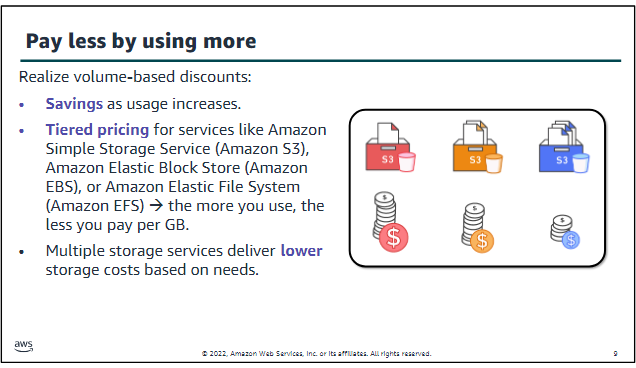 Pay less by using more
Realize volume-based discounts:
• Savings as usage increases.
• Tiered pricing for services like Amazon
Simple Storage Service (Amazon S3),
Amazon Elastic Block Store (Amazon
EBS), or Amazon Elastic File System
(Amazon EFS) → the more you use, the
less you pay per GB.
• Multiple storage services deliver lower
storage costs based on needs.
S3 S3 S3
$ $ $
$ $ $
aws
© 2022, Amazon Web Services, Inc. or its affiliates. All rights reserved.
9